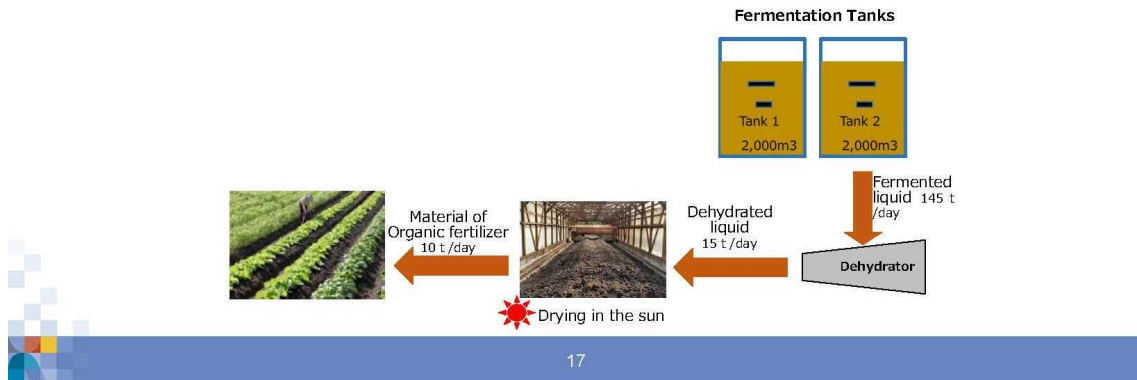 Fermentation Tanks
Tank 1
2,000m3
Tank 2
2,000m3
Fermented
liquid 145 t
/day
Dehydrator
Dehydrated
liquid
15 t /day
Drying in the sun
Material of
Organic fertilizer
10 t /day
17